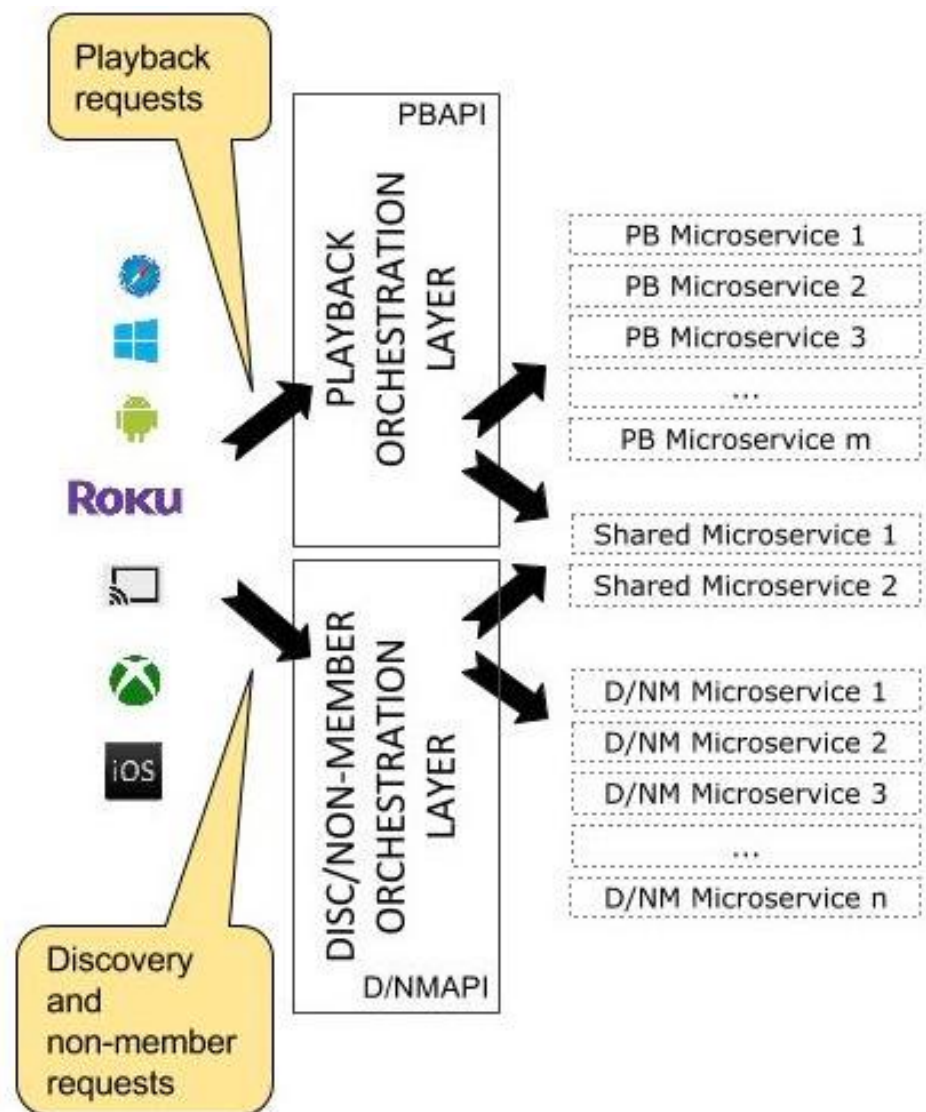 Playback
requests
PBAPI
PLAYBACK
ORCHESTRATION
LAYER
PB Microservice 1
PB Microservice 2
PB Microservice 3
...
PB Microservice m
ROKU
Shared Microservice 1
Shared Microservice 2
iOS
DISC/NON-MEMBER
ORCHESTRATION
LAYER
D/NMAPI
D/NM Microservice 1
D/NM Microservice 2
D/NM Microservice 3
...
D/NM Microservice n
Discovery
and
non-member
requests